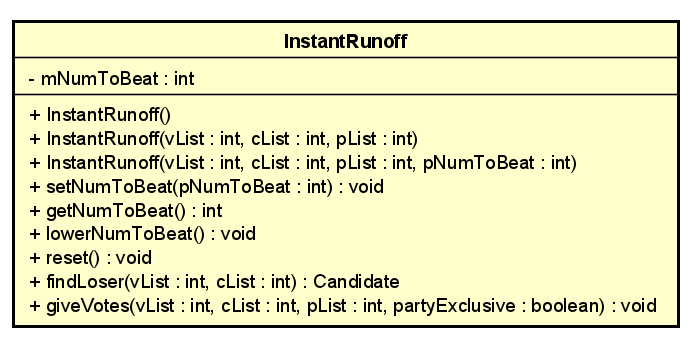 InstantRunoff
- mNumToBeat : int
+ InstantRunoff()
+ InstantRunoff(vList : int, cList : int, pList : int)
+ InstantRunoff(vList : int, cList : int, pList : int, pNumToBeat : int)
+ setNumToBeat(pNumToBeat : int) : void
+ getNumToBeat() : int
+ lowerNumToBeat() : void
+ reset() : void
+ findLoser(vList : int, cList : int) : Candidate
+ giveVotes(vList : int, cList : int, pList : int, partyExclusive : boolean) : void